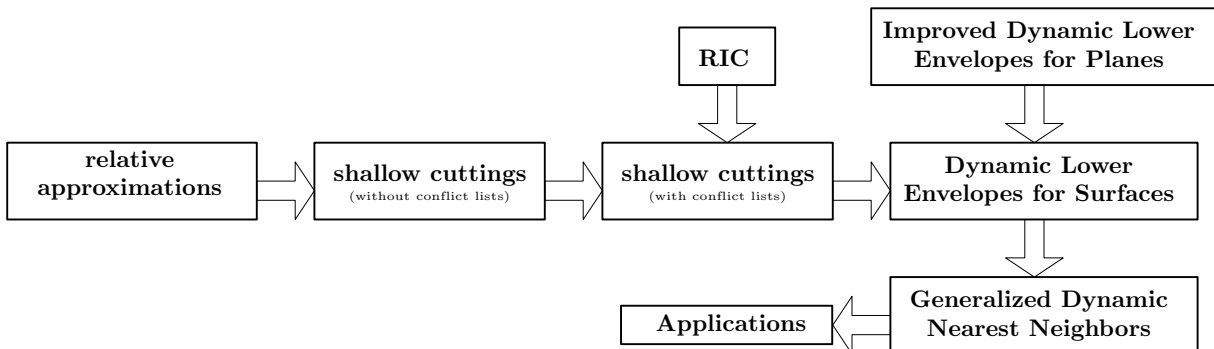 RIC
Improved Dynamic Lower
Envelopes for Planes
relative
approximations
shallow cuttings
(without conflict lists)
shallow cuttings
(with conflict lists)
Dynamic Lower
Envelopes for Surfaces
Generalized Dynamic
Nearest Neighbors
Applications